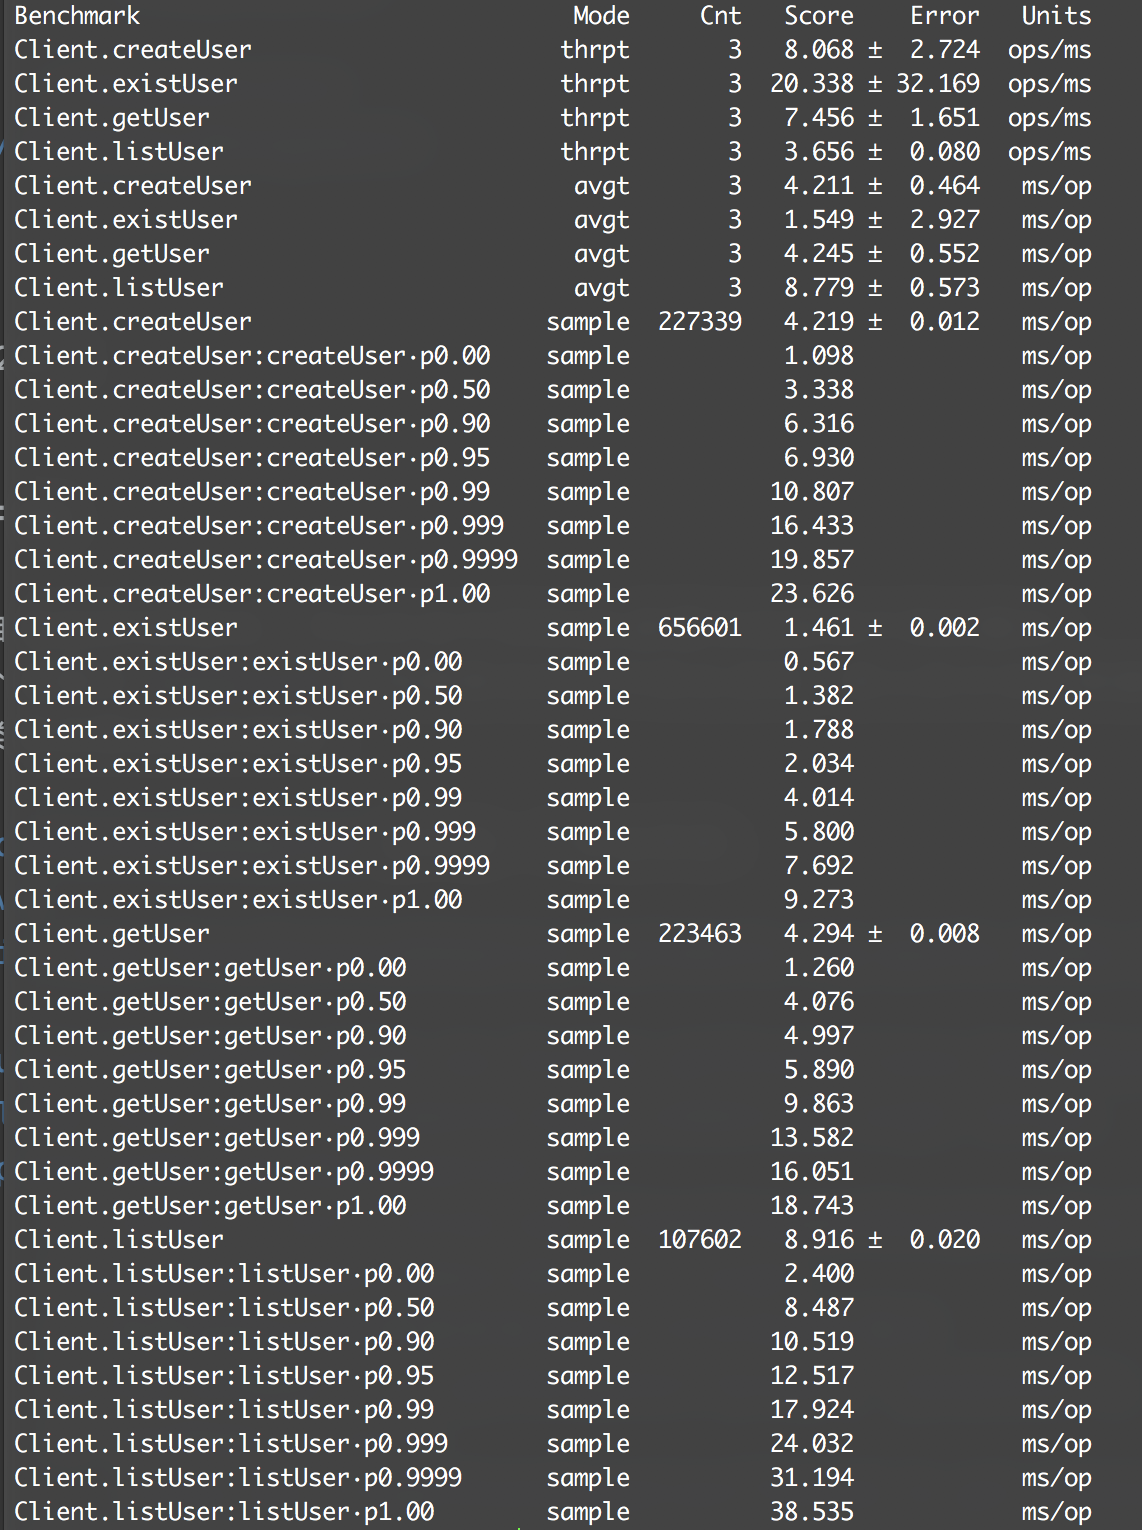 Benchmark Mode Cnt Score Error Units
Client.createUser thrpt 3 8.068 ± 2.724 ops/ms
Client.existUser thrpt 3 20.338 ± 32.169 ops/ms
Client.getUser thrpt 3 7.456 ± 1.651 ops/ms
Client.listUser thrpt 3 3.656 ± 0.080 ops/ms
Client.createUser avgt 3 4.211 ± 0.464 ms/op
Client.existUser avgt 3 1.549 ± 2.927 ms/op
Client.getUser avgt 3 4.245 ± 0.552 ms/op
Client.listUser avgt 3 8.779 ± 0.573 ms/op
Client.createUser sample 227339 4.219 ± 0.012 ms/op
Client.createUser:createUser·p0.00 sample 1.098 ms/op
Client.createUser:createUser·p0.50 sample 3.338 ms/op
Client.createUser:createUser·p0.90 sample 6.316 ms/op
Client.createUser:createUser·p0.95 sample 6.930 ms/op
Client.createUser:createUser·p0.99 sample 10.807 ms/op
Client.createUser:createUser·p0.999 sample 16.433 ms/op
Client.createUser:createUser·p0.9999 sample 19.857 ms/op
Client.createUser:createUser·p1.00 sample 23.626 ms/op
Client.existUser sample 656601 1.461 ± 0.002 ms/op
Client.existUser:existUser·p0.00 sample 0.567 ms/op
Client.existUser:existUser·p0.50 sample 1.382 ms/op
Client.existUser:existUser·p0.90 sample 1.788 ms/op
Client.existUser:existUser·p0.95 sample 2.034 ms/op
Client.existUser:existUser·p0.99 sample 4.014 ms/op
Client.existUser:existUser·p0.999 sample 5.800 ms/op
Client.existUser:existUser·p0.9999 sample 7.692 ms/op
Client.existUser:existUser·p1.00 sample 9.273 ms/op
Client.getUser sample 223463 4.294 ± 0.008 ms/op
Client.getUser:getUser·p0.00 sample 1.260 ms/op
Client.getUser:getUser·p0.50 sample 4.076 ms/op
Client.getUser:getUser·p0.90 sample 4.997 ms/op
Client.getUser:getUser·p0.95 sample 5.890 ms/op
Client.getUser:getUser·p0.99 sample 9.863 ms/op
Client.getUser:getUser·p0.999 sample 13.582 ms/op
Client.getUser:getUser·p0.9999 sample 16.051 ms/op
Client.getUser:getUser·p1.00 sample 18.743 ms/op
Client.listUser sample 107602 8.916 ± 0.020 ms/op
Client.listUser:listUser·p0.00 sample 2.400 ms/op
Client.listUser:listUser·p0.50 sample 8.487 ms/op
Client.listUser:listUser·p0.90 sample 10.519 ms/op
Client.listUser:listUser·p0.95 sample 12.517 ms/op
Client.listUser:listUser·p0.99 sample 17.924 ms/op
Client.listUser:listUser·p0.999 sample 24.032 ms/op
Client.listUser:listUser·p0.9999 sample 31.194 ms/op
Client.listUser:listUser·p1.00 sample 38.535 ms/op